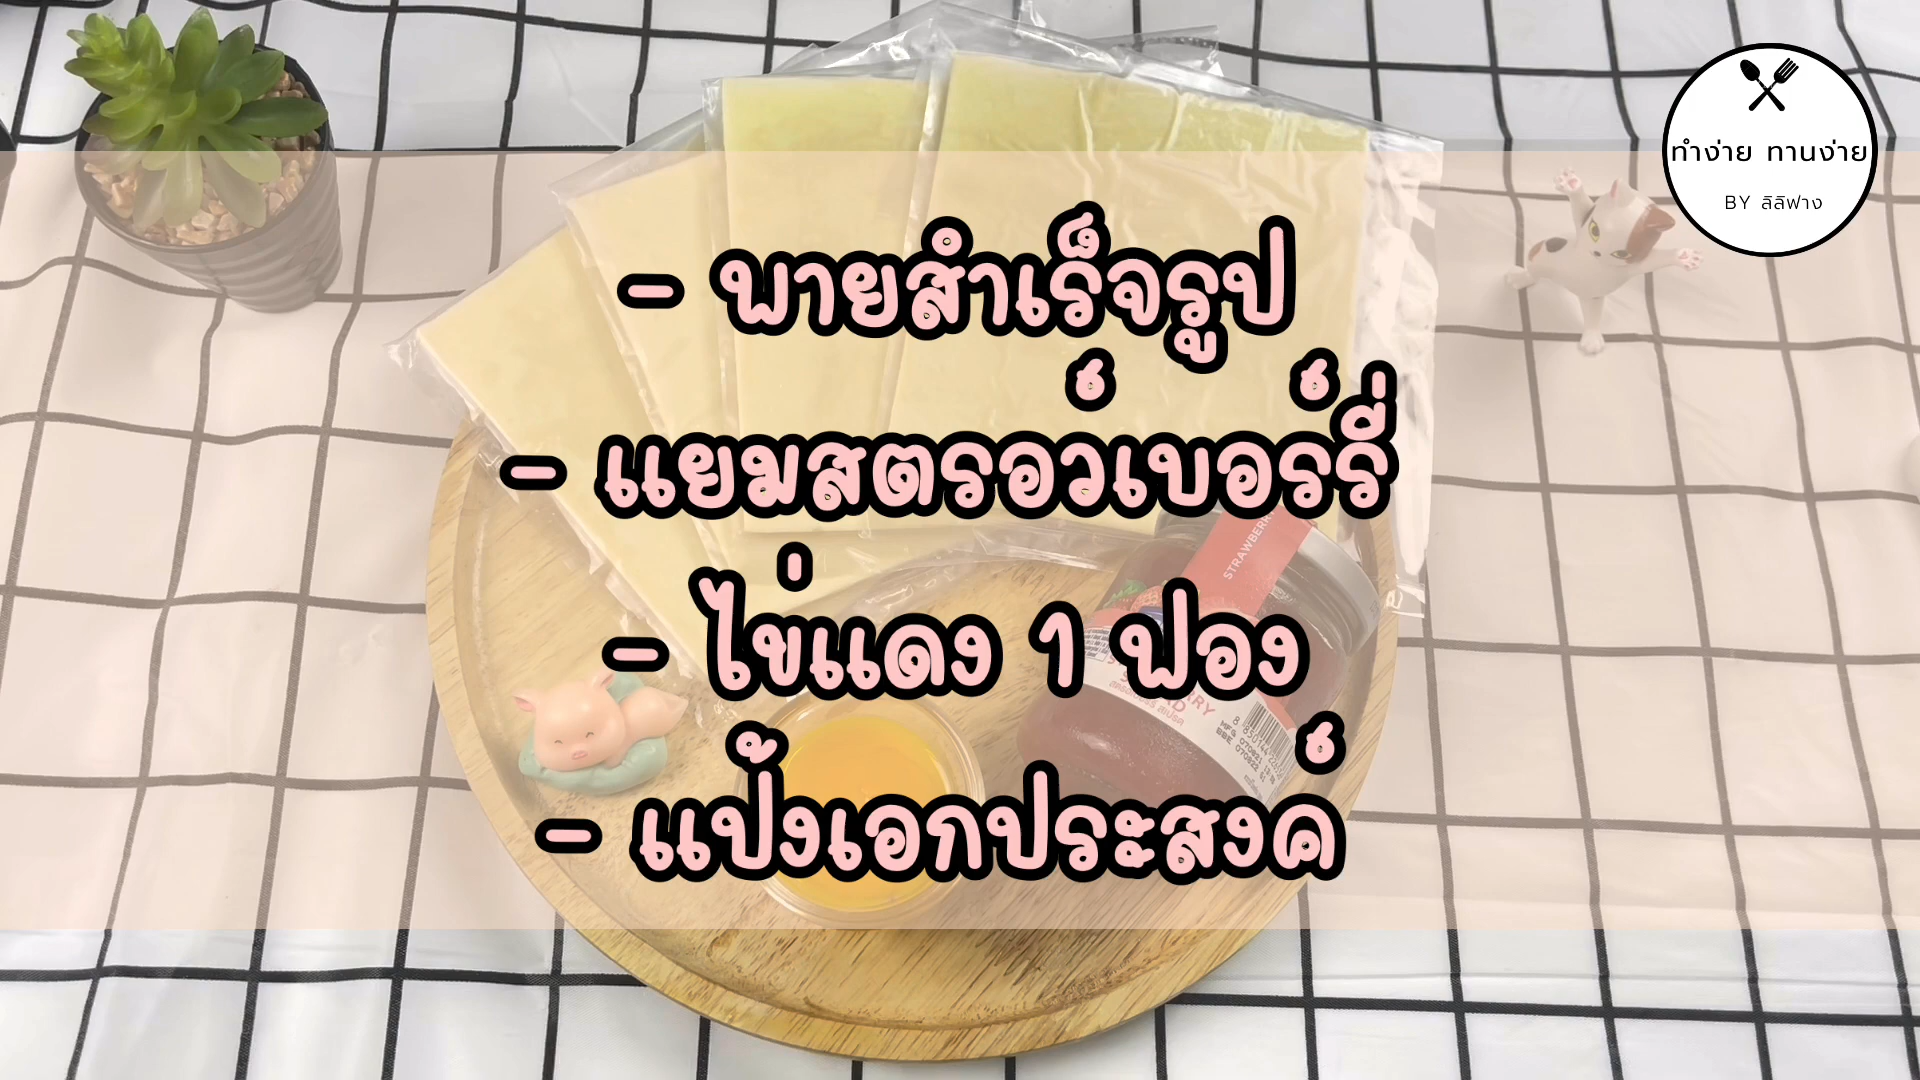 ทำง่าย ทานง่าย
BY ลิลิฟาง
- พายสำเร็จรูป
- แยมสตรอว์เบอร์รี่
- ไข่แดง 1 ฟอง
- แป้งเอกประสงค์